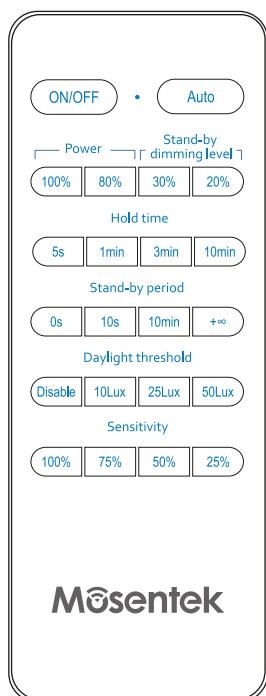 ON/OFF • Auto
Power Stand-by
dimming level
100% 80% 30% 20%
Hold time
5s 1min 3min 10min
Stand-by period
0s 10s 10min +∞
Daylight threshold
Disable 10Lux 25Lux 50Lux
Sensitivity
100% 75% 50% 25%
Mosentek